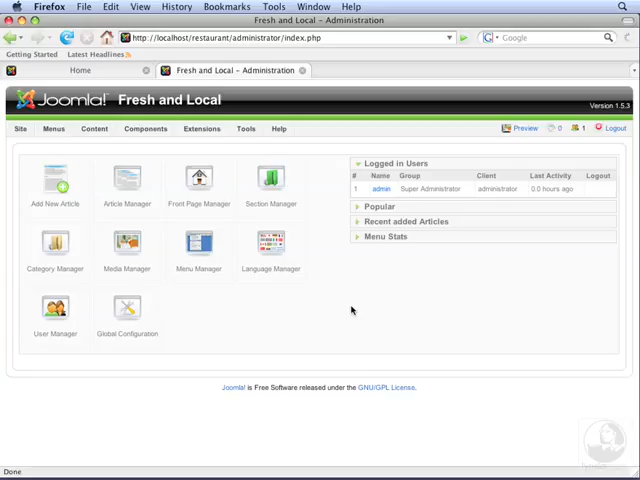 Firefox File Edit View History Bookmarks Tools Window Help
Fresh and Local – Administration
http://localhost/restaurant/administrator/index.php
Google
Getting Started Latest Headlines
Home
Fresh and Local – Administration
Joomla! Fresh and Local
Version 1.5.3
Site Menus Content Components Extensions Tools Help
Preview 0 1 Logout
Add New Article
Article Manager
Front Page Manager
Section Manager
Category Manager
Media Manager
Menu Manager
Language Manager
User Manager
Global Configuration
Logged in Users
# Name Group Client Last Activity Logout
1 admin Super Administrator administrator 0.0 hours ago
Popular
Recent added Articles
Menu Stats
Joomla! is Free Software released under the GNU/GPL License.
Done